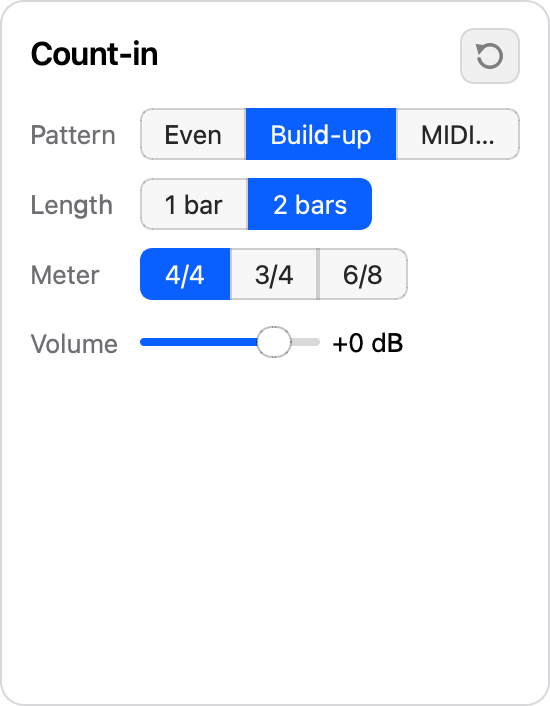 Count-in
Pattern Even Build-up MIDI...
Length 1 bar 2 bars
Meter 4/4 3/4 6/8
Volume +0 dB